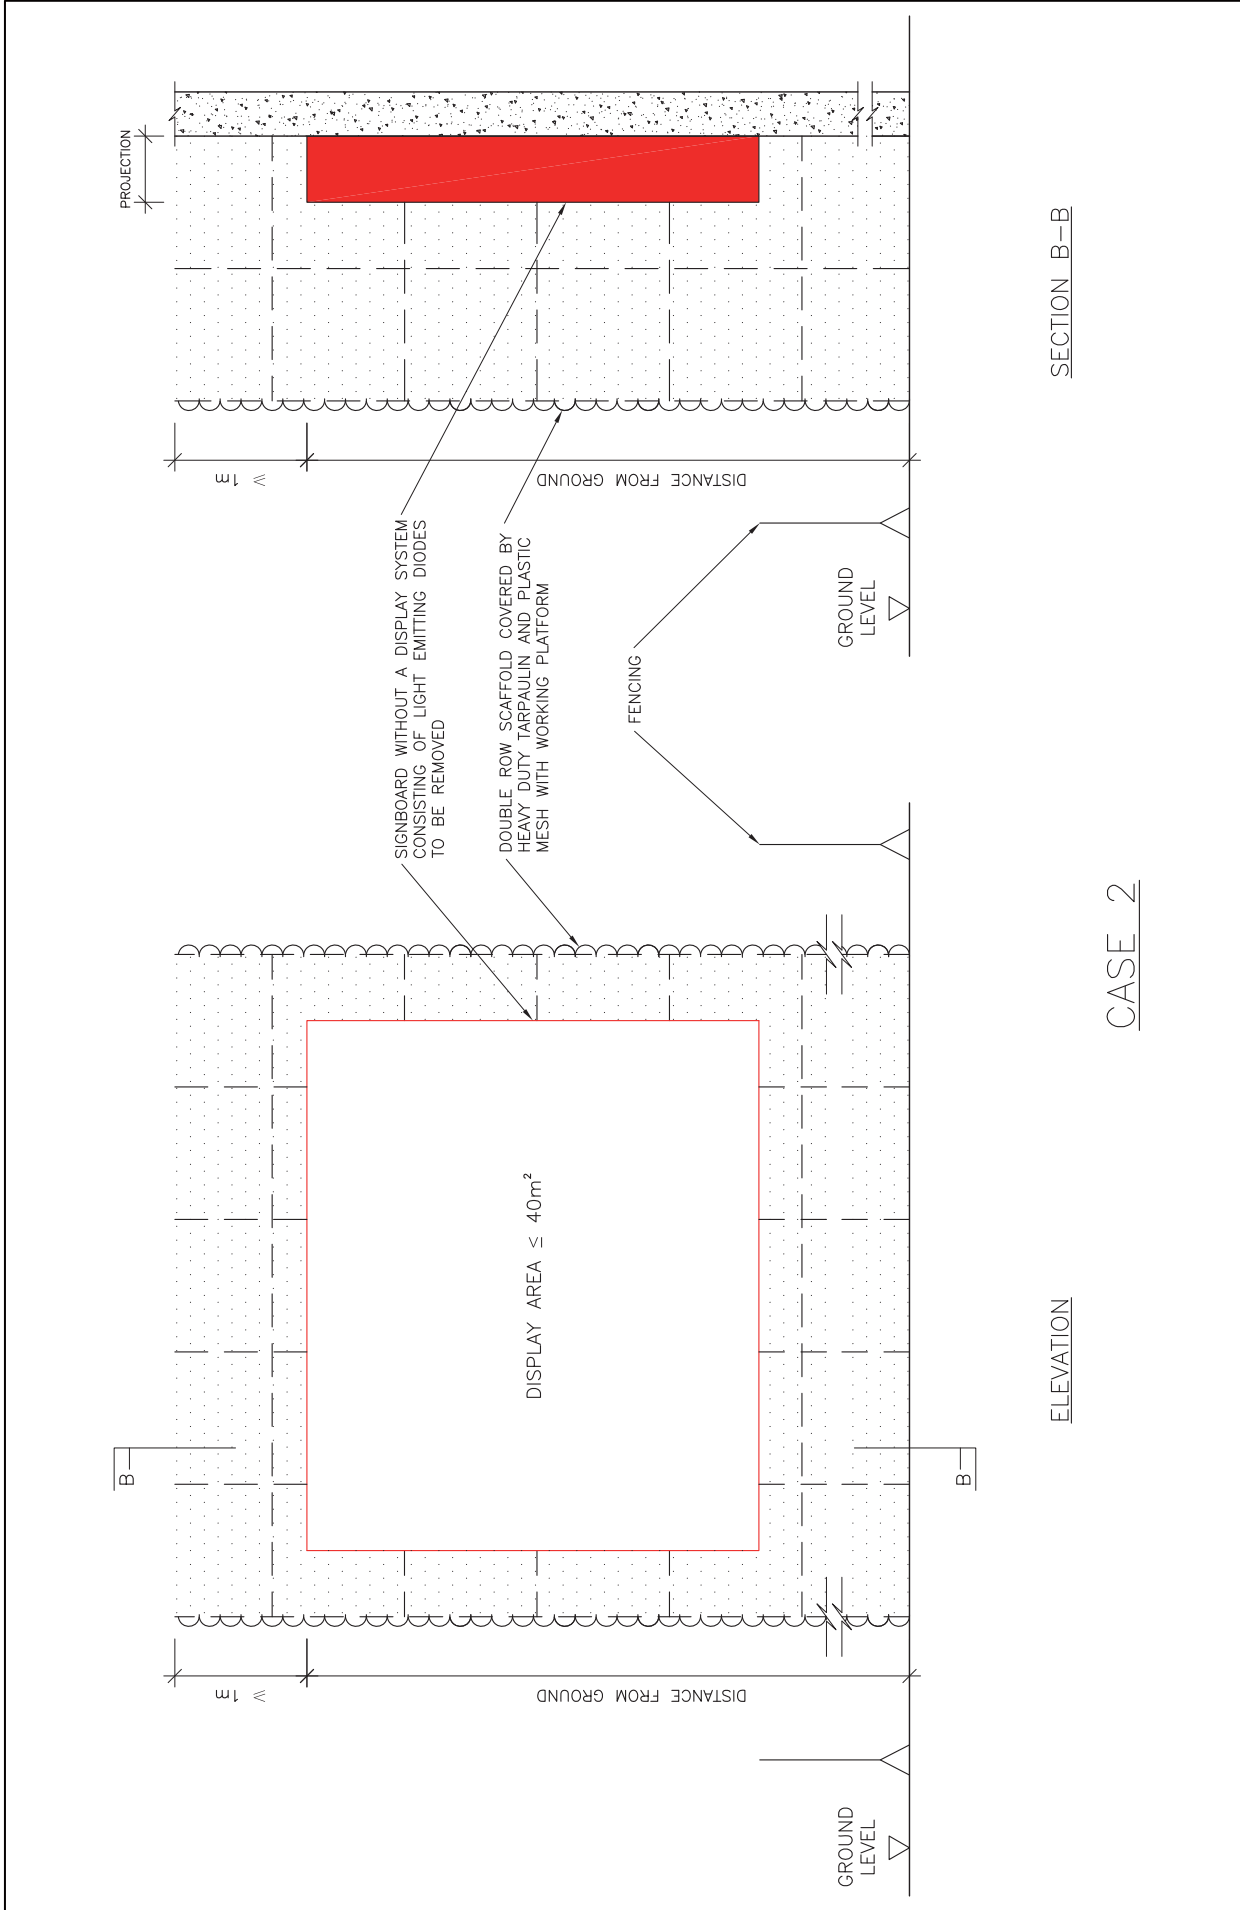 B
B
DISPLAY AREA ≤ 40m²
≥ 1m
DISTANCE FROM GROUND
GROUND
LEVEL
ELEVATION
SIGNBOARD WITHOUT A DISPLAY SYSTEM
CONSISTING OF LIGHT EMITTING DIODES
TO BE REMOVED
DOUBLE ROW SCAFFOLD COVERED BY
HEAVY DUTY TARPAULIN AND PLASTIC
MESH WITH WORKING PLATFORM
FENCING
PROJECTION
≥ 1m
DISTANCE FROM GROUND
GROUND
LEVEL
SECTION B-B
CASE 2